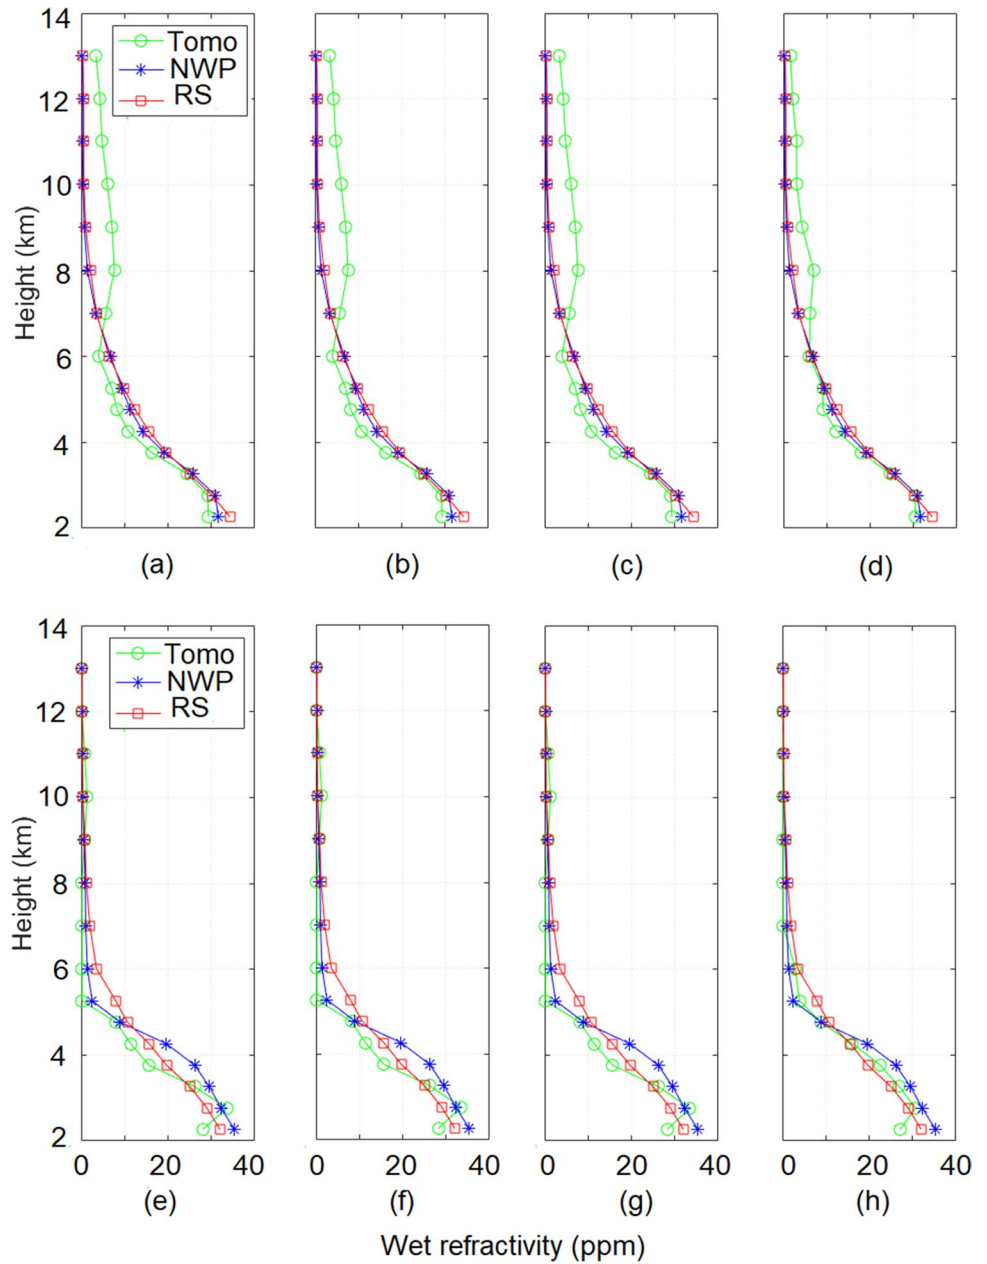 14
12
10
8
6
4
2
Height (km)
Tomo
NWP
RS
(a) (b) (c) (d)
14
12
10
8
6
4
2
Height (km)
Tomo
NWP
RS
0 20 40 0 20 40 0 20 40 0 20 40
(e) (f) (g) (h)
Wet refractivity (ppm)